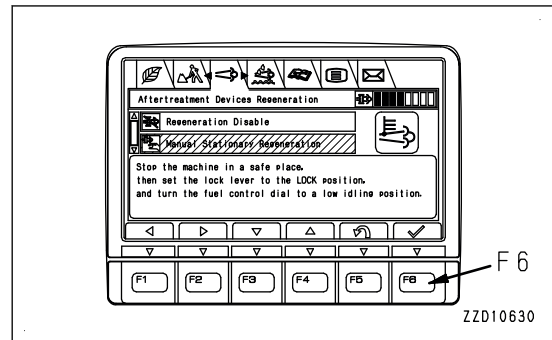 Aftertreatment Devices Regeneration
Regeneration Disable
Manual Stationary Regeneration
Stop the machine in a safe place,
then set the lock lever to the LOCK position,
and turn the fuel control dial to a low idling position.
F1 F2 F3 F4 F5 F6
F6
ZZD10630